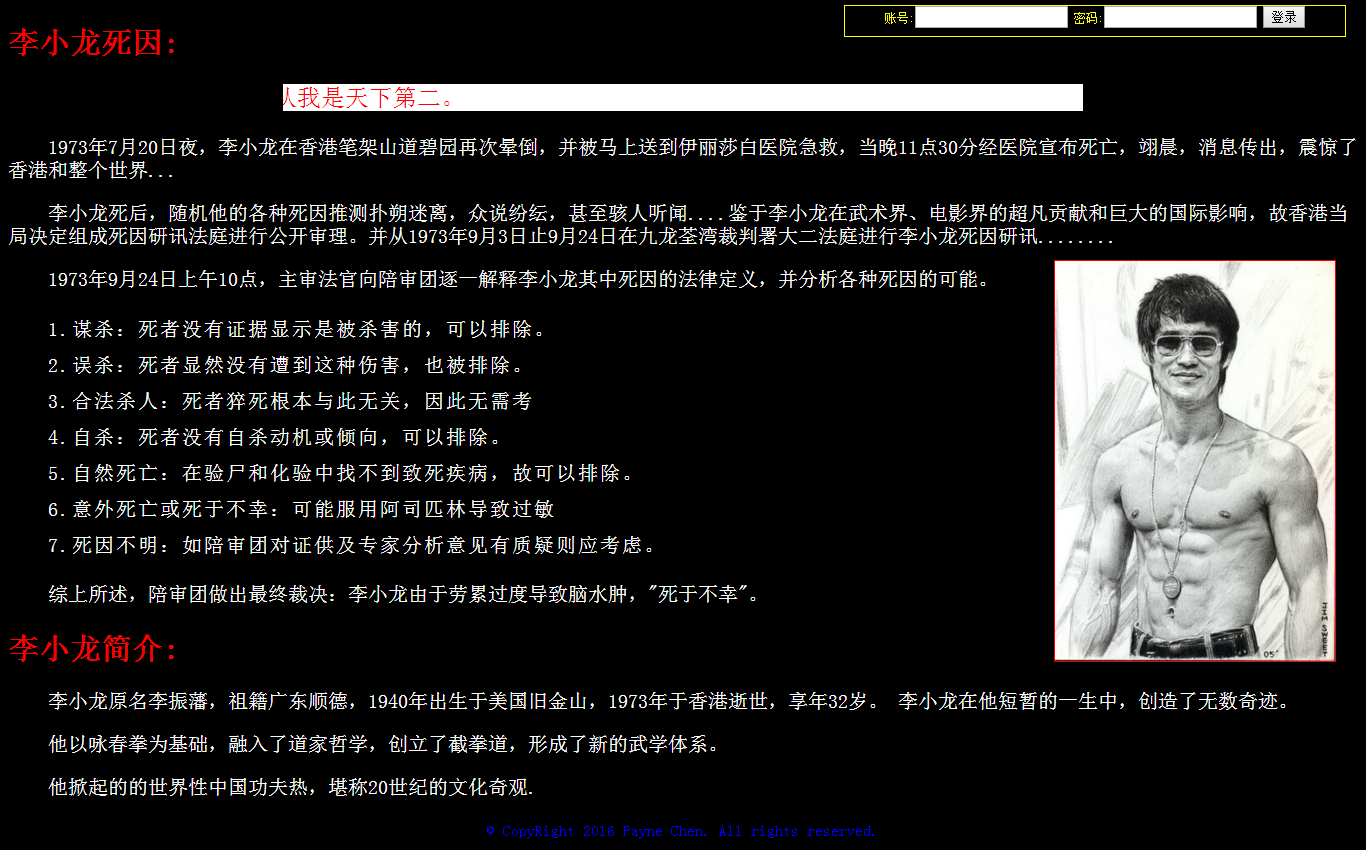 账号: 密码: 登录
李小龙死因:
我是天下第二。
1973年7月20日夜，李小龙在香港笔架山道碧园再次晕倒，并被马上送到伊丽莎白医院急救，当晚11点30分经医院宣布死亡，翊晨，消息传出，震惊了
香港和整个世界...
李小龙死后，随机他的各种死因推测扑朔迷离，众说纷纭，甚至骇人听闻....鉴于李小龙在武术界、电影界的超凡贡献和巨大的国际影响，故香港当
局决定组成死因研讯法庭进行公开审理。并从1973年9月3日止9月24日在九龙荃湾裁判署大二法庭进行李小龙死因研讯........
1973年9月24日上午10点，主审法官向陪审团逐一解释李小龙其中死因的法律定义，并分析各种死因的可能。
1.谋杀：死者没有证据显示是被杀害的，可以排除。
2.误杀：死者显然没有遭到这种伤害，也被排除。
3.合法杀人：死者猝死根本与此无关，因此无需考
4.自杀：死者没有自杀动机或倾向，可以排除。
5.自然死亡：在验尸和化验中找不到致死疾病，故可以排除。
6.意外死亡或死于不幸：可能服用阿司匹林导致过敏
7.死因不明：如陪审团对证供及专家分析意见有质疑则应考虑。
综上所述，陪审团做出最终裁决：李小龙由于劳累过度导致脑水肿，"死于不幸"。
JIM SWEET
05'
李小龙简介:
李小龙原名李振藩，祖籍广东顺德，1940年出生于美国旧金山，1973年于香港逝世，享年32岁。 李小龙在他短暂的一生中，创造了无数奇迹。
他以咏春拳为基础，融入了道家哲学，创立了截拳道，形成了新的武学体系。
他掀起的的世界性中国功夫热，堪称20世纪的文化奇观.
© CopyRight 2016 Payne Chen. All rights reserved.